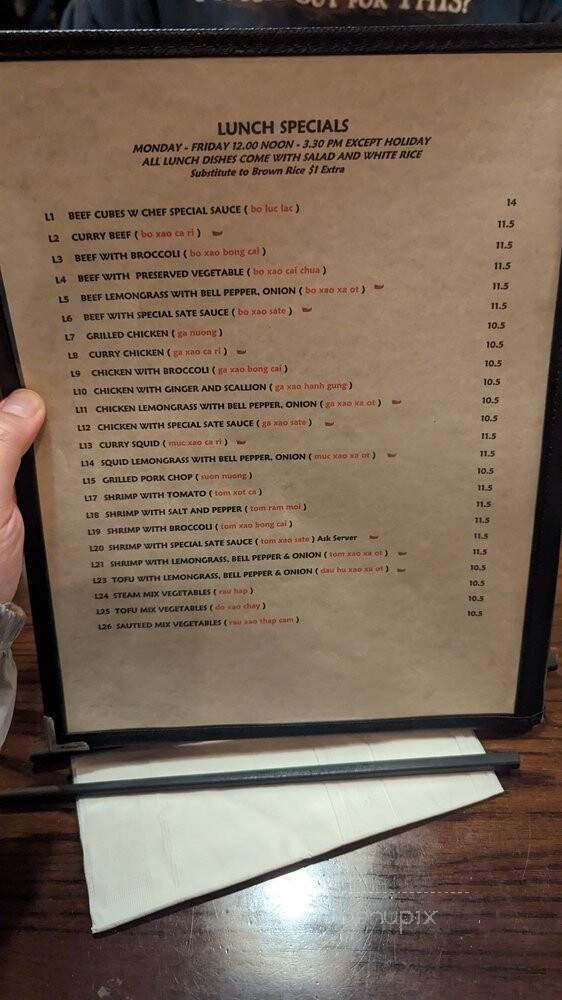 FOR THIS?
LUNCH SPECIALS
MONDAY - FRIDAY 12.00 NOON - 3.30 PM EXCEPT HOLIDAY
ALL LUNCH DISHES COME WITH SALAD AND WHITE RICE
Substitute to Brown Rice $1 Extra
L1 BEEF CUBES W CHEF SPECIAL SAUCE ( bo luc lac ) 14
L2 CURRY BEEF ( bo xao ca ri ) 11.5
L3 BEEF WITH BROCCOLI ( bo xao bong cai ) 11.5
L4 BEEF WITH PRESERVED VEGETABLE ( bo xao cai chua ) 11.5
L5 BEEF LEMONGRASS WITH BELL PEPPER, ONION ( bo xao xa ot ) 11.5
L6 BEEF WITH SPECIAL SATE SAUCE ( bo xao sate ) 11.5
L7 GRILLED CHICKEN ( ga nuong ) 10.5
L8 CURRY CHICKEN ( ga xao ca ri ) 10.5
L9 CHICKEN WITH BROCCOLI ( ga xao bong cai ) 10.5
L10 CHICKEN WITH GINGER AND SCALLION ( ga xao hanh gung ) 10.5
L11 CHICKEN LEMONGRASS WITH BELL PEPPER, ONION ( ga xao xa ot ) 10.5
L12 CHICKEN WITH SPECIAL SATE SAUCE ( ga xao sate ) 10.5
L13 CURRY SQUID ( muc xao ca ri ) 11.5
L14 SQUID LEMONGRASS WITH BELL PEPPER, ONION ( muc xao xa ot ) 11.5
L15 GRILLED PORK CHOP ( suon nuong ) 10.5
L17 SHRIMP WITH TOMATO ( tom xot ca ) 11.5
L18 SHRIMP WITH SALT AND PEPPER ( tom ram moi ) 11.5
L19 SHRIMP WITH BROCCOLI ( tom xao bong cai ) 11.5
L20 SHRIMP WITH SPECIAL SATE SAUCE ( tom xao sate ) Ask Server 11.5
L21 SHRIMP WITH LEMONGRASS, BELL PEPPER & ONION ( tom xao xa ot ) 11.5
L23 TOFU WITH LEMONGRASS, BELL PEPPER & ONION ( dau hu xao xa ot ) 10.5
L24 STEAM MIX VEGETABLES ( rau hap ) 10.5
L25 TOFU MIX VEGETABLES ( do xao chay ) 10.5
L26 SAUTEED MIX VEGETABLES ( rau xao thap cam ) 10.5